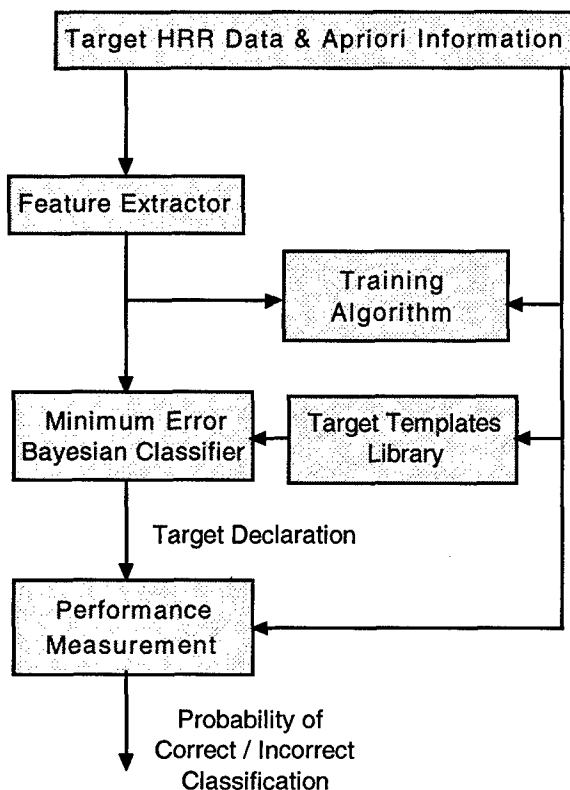 Target HRR Data & Apriori Information
Feature Extractor
Training
Algorithm
Minimum Error
Bayesian Classifier
Target Templates
Library
Target Declaration
Performance
Measurement
Probability of
Correct / Incorrect
Classification